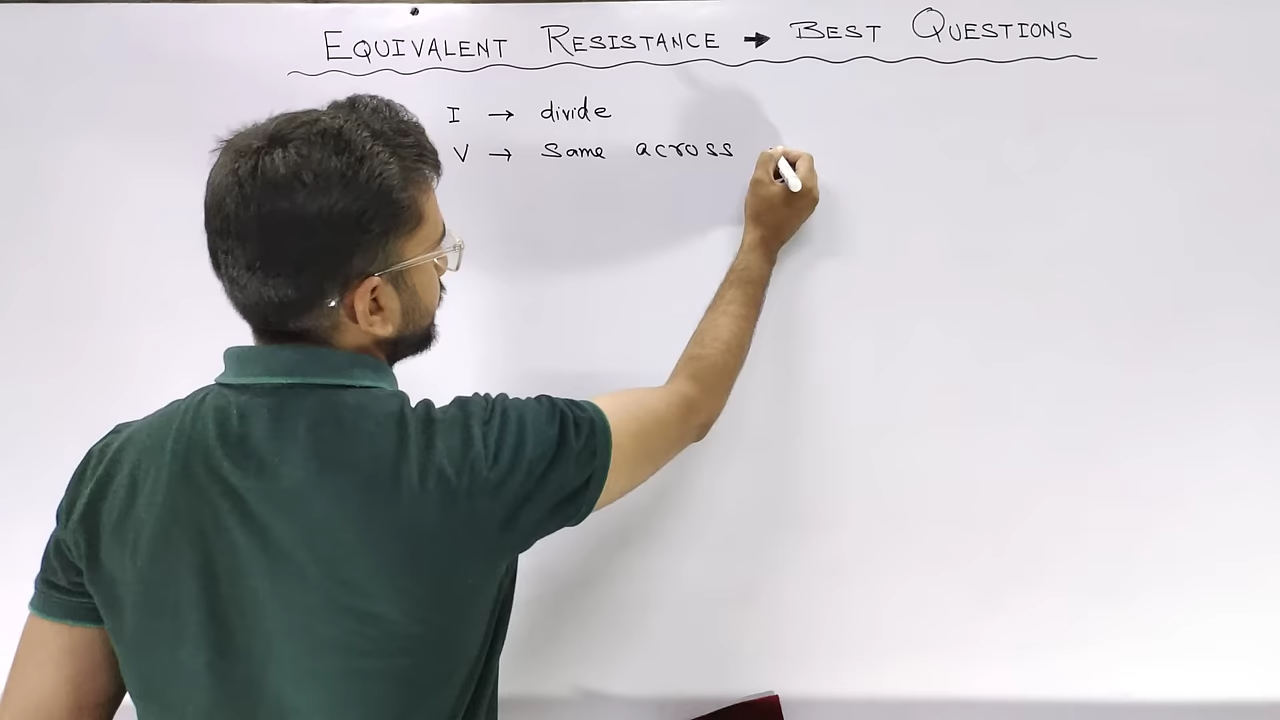 EQUIVALENT RESISTANCE → BEST QUESTIONS
I → divide
V → Same across